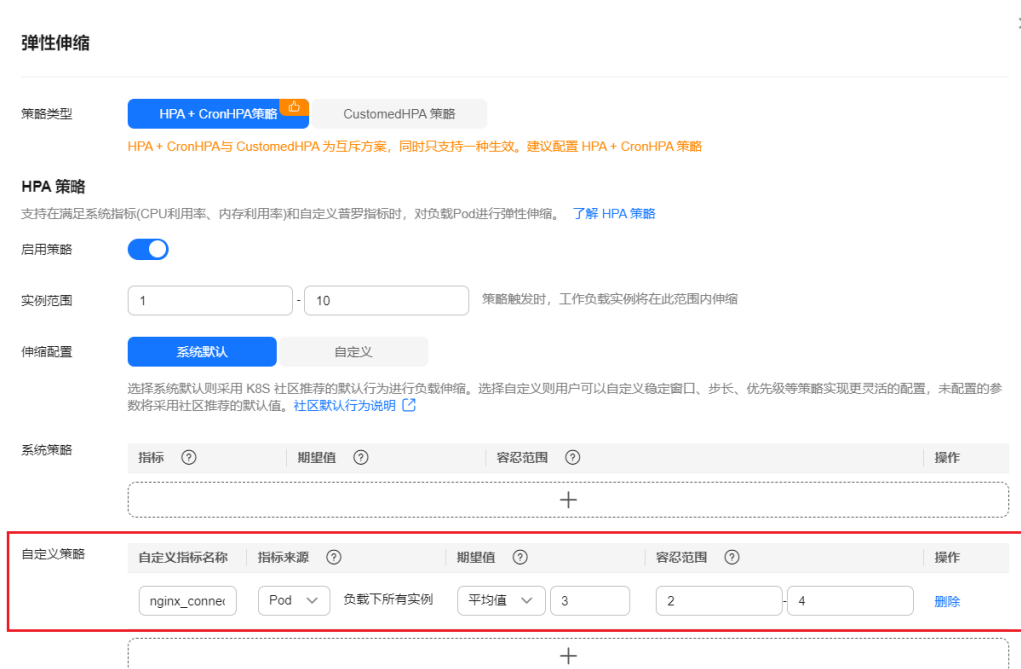 弹性伸缩
策略类型
HPA + CronHPA策略
CustomedHPA 策略
HPA + CronHPA与 CustomedHPA 为互斥方案，同时只支持一种生效。建议配置 HPA + CronHPA 策略
HPA 策略
支持在满足系统指标(CPU利用率、内存利用率)和自定义普罗指标时，对负载Pod进行弹性伸缩。 了解 HPA 策略
启用策略
实例范围 1 - 10 策略触发时，工作负载实例将在此范围内伸缩
伸缩配置 系统默认 自定义
选择系统默认则采用 K8S 社区推荐的默认行为进行负载伸缩。选择自定义则用户可以自定义稳定窗口、步长、优先级等策略实现更灵活的配置，未配置的参
数将采用社区推荐的默认值。社区默认行为说明
系统策略 指标 ? 期望值 ? 容忍范围 ? 操作
自定义策略 自定义指标名称 指标来源 ? 期望值 ? 容忍范围 ? 操作
nginx_connec Pod 负载下所有实例 平均值 3 2 - 4 删除